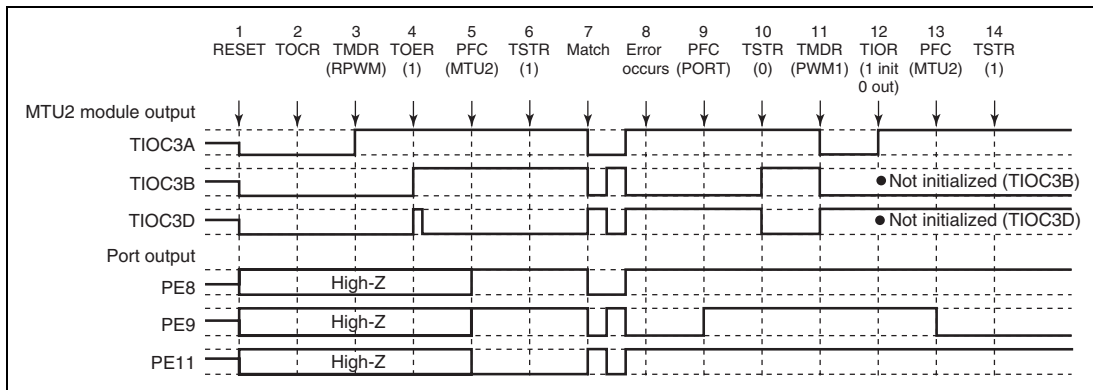 1 2 3 4 5 6 7 8 9 10 11 12 13 14
RESET TOCR TMDR TOER PFC TSTR Match Error PFC TSTR TMDR TIOR PFC TSTR
(RPWM) (1) (MTU2) (1) occurs (PORT) (0) (PWM1) (1 init (MTU2) (1)
0 out)
MTU2 module output
TIOC3A
TIOC3B ● Not initialized (TIOC3B)
TIOC3D ● Not initialized (TIOC3D)
Port output
PE8 High-Z
PE9 High-Z
PE11 High-Z